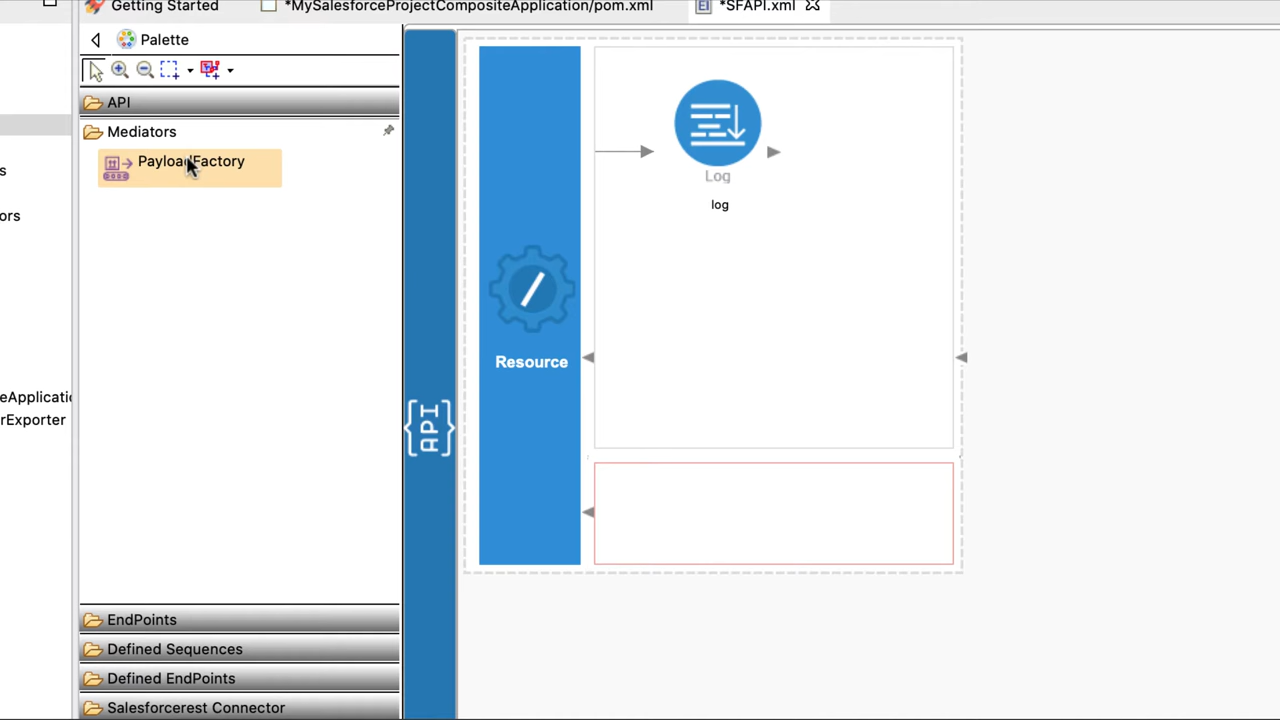 Getting Started
*MySalesforceProjectCompositeApplication/pom.xml
*SFAPI.xml
Palette
API
Mediators
PayloadFactory
s
ors
eApplicatio
rExporter
EndPoints
Defined Sequences
Defined EndPoints
Salesforcerest Connector
{API}
Resource
Log
log